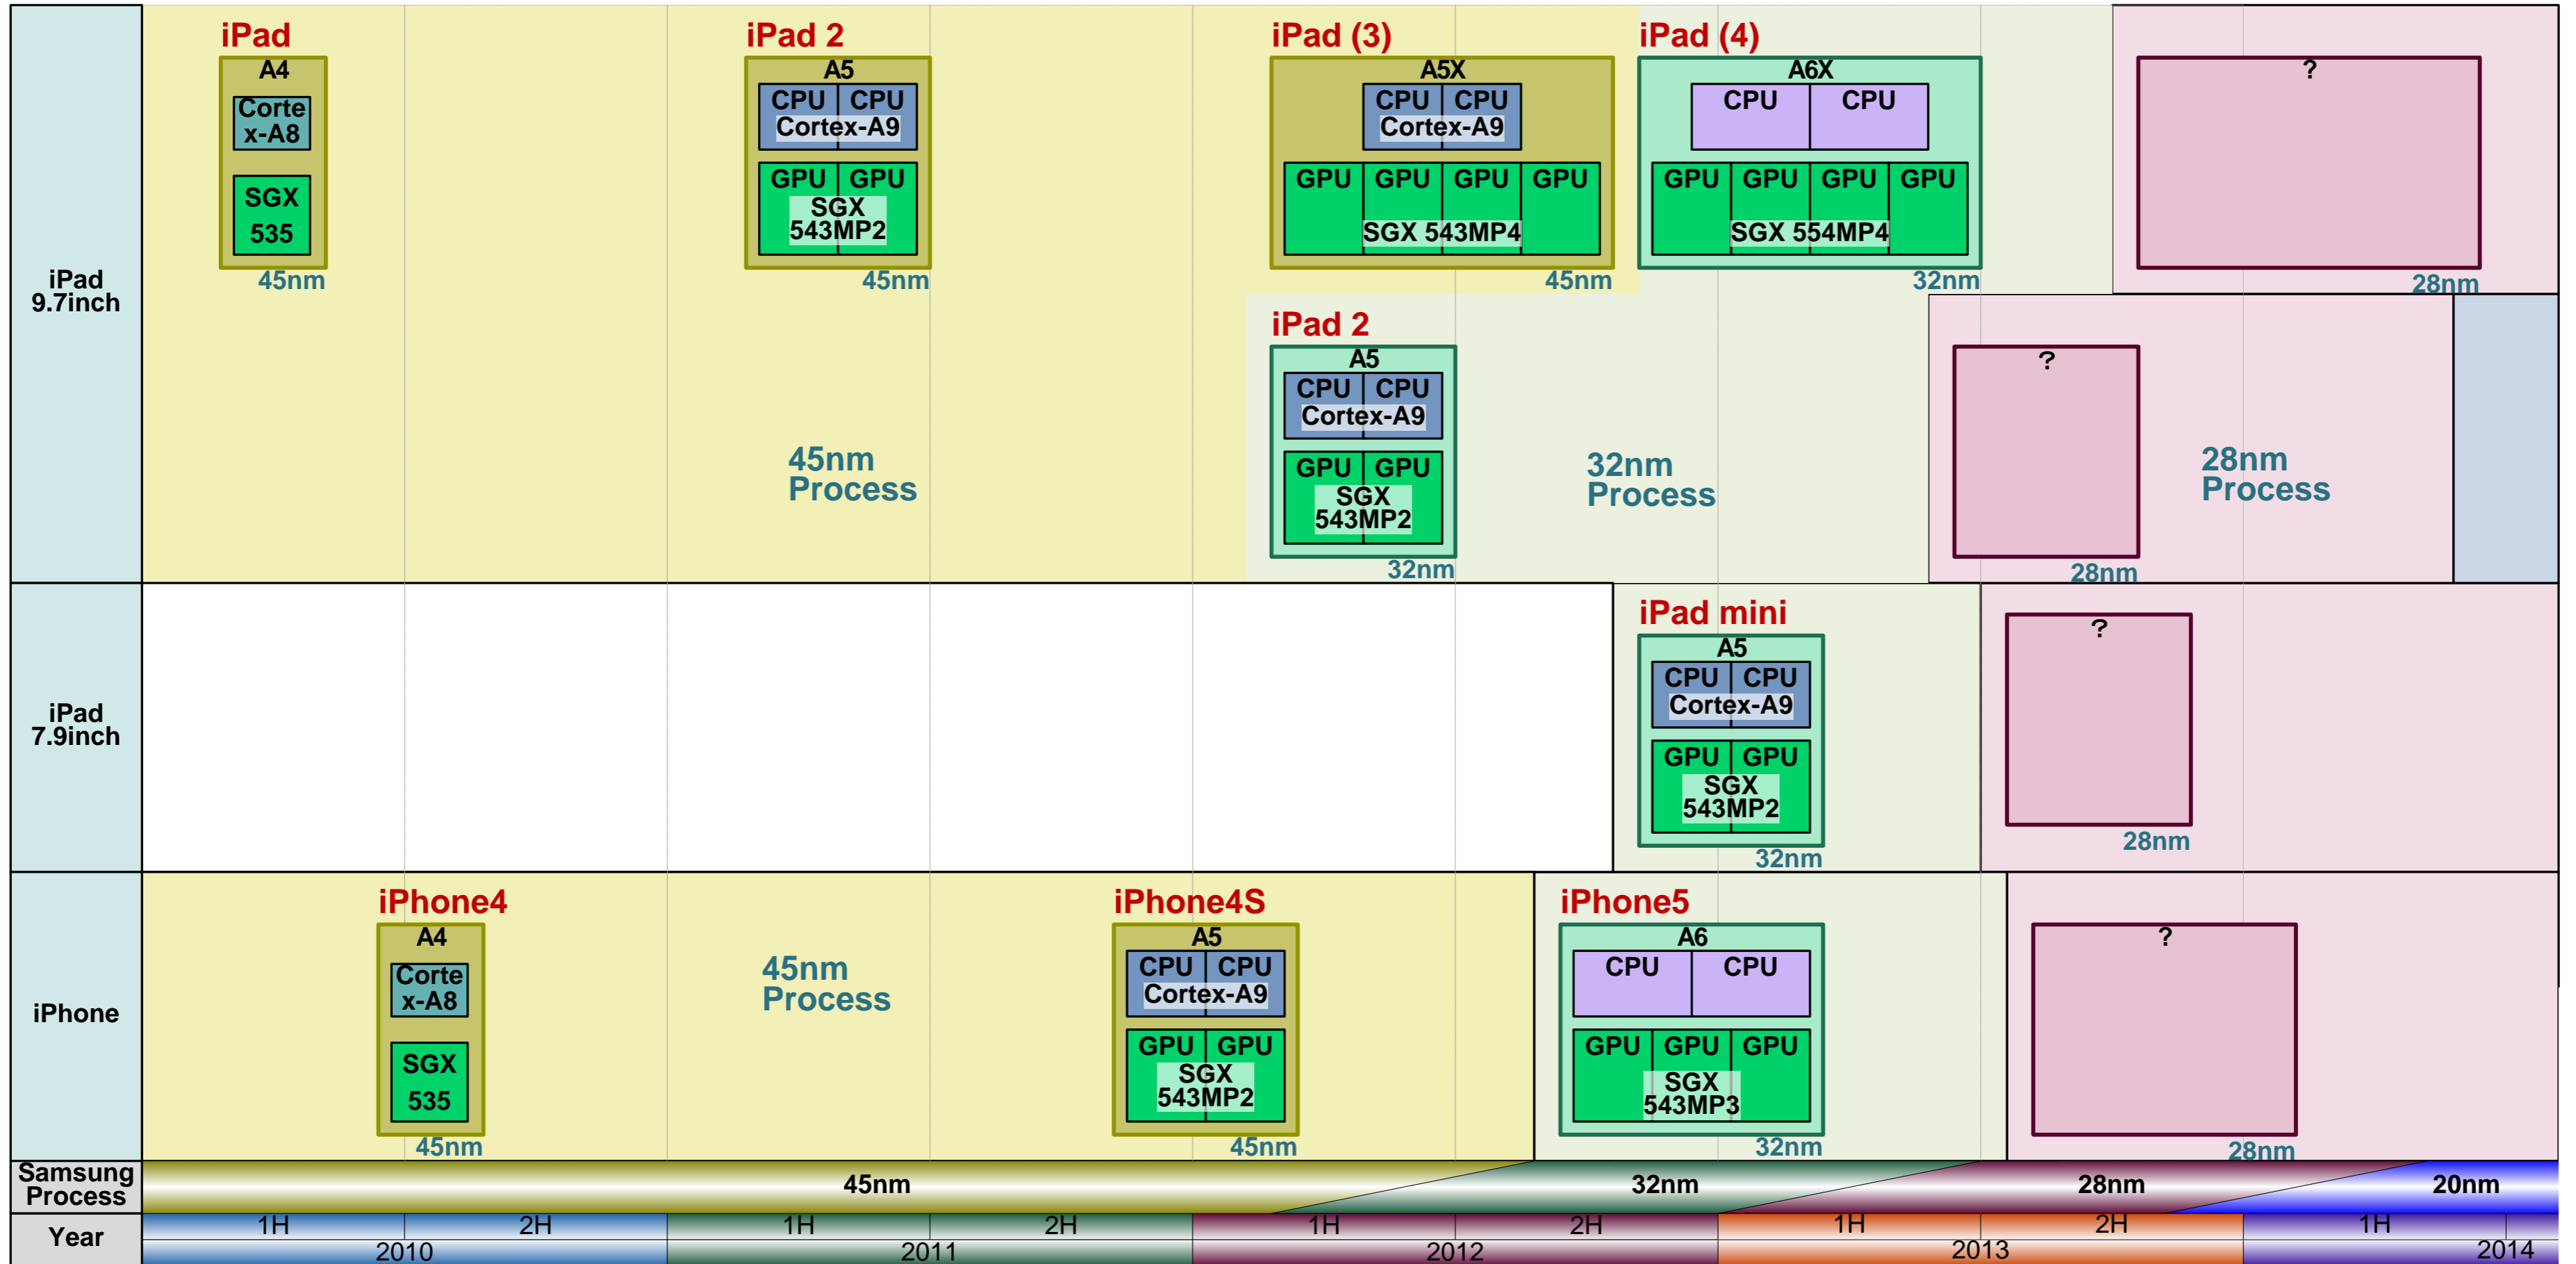 iPad
9.7inch
iPad
A4
Corte
x-A8
SGX
535
45nm
iPad 2
A5
CPU CPU
Cortex-A9
GPU GPU
SGX
543MP2
45nm
iPad (3)
A5X
CPU CPU
Cortex-A9
GPU GPU GPU GPU
SGX 543MP4
45nm
iPad (4)
A6X
CPU CPU
GPU GPU GPU GPU
SGX 554MP4
32nm
?
28nm
45nm
Process
iPad 2
A5
CPU CPU
Cortex-A9
GPU GPU
SGX
543MP2
32nm
32nm
Process
?
28nm
28nm
Process
iPad
7.9inch
iPad mini
A5
CPU CPU
Cortex-A9
GPU GPU
SGX
543MP2
32nm
?
28nm
iPhone
iPhone4
A4
Corte
x-A8
SGX
535
45nm
45nm
Process
iPhone4S
A5
CPU CPU
Cortex-A9
GPU GPU
SGX
543MP2
45nm
iPhone5
A6
CPU CPU
GPU GPU GPU
SGX
543MP3
32nm
?
28nm
Samsung
Process
45nm 32nm 28nm 20nm
Year
1H 2H 1H 2H 1H 2H 1H 2H 1H
2010 2011 2012 2013 2014